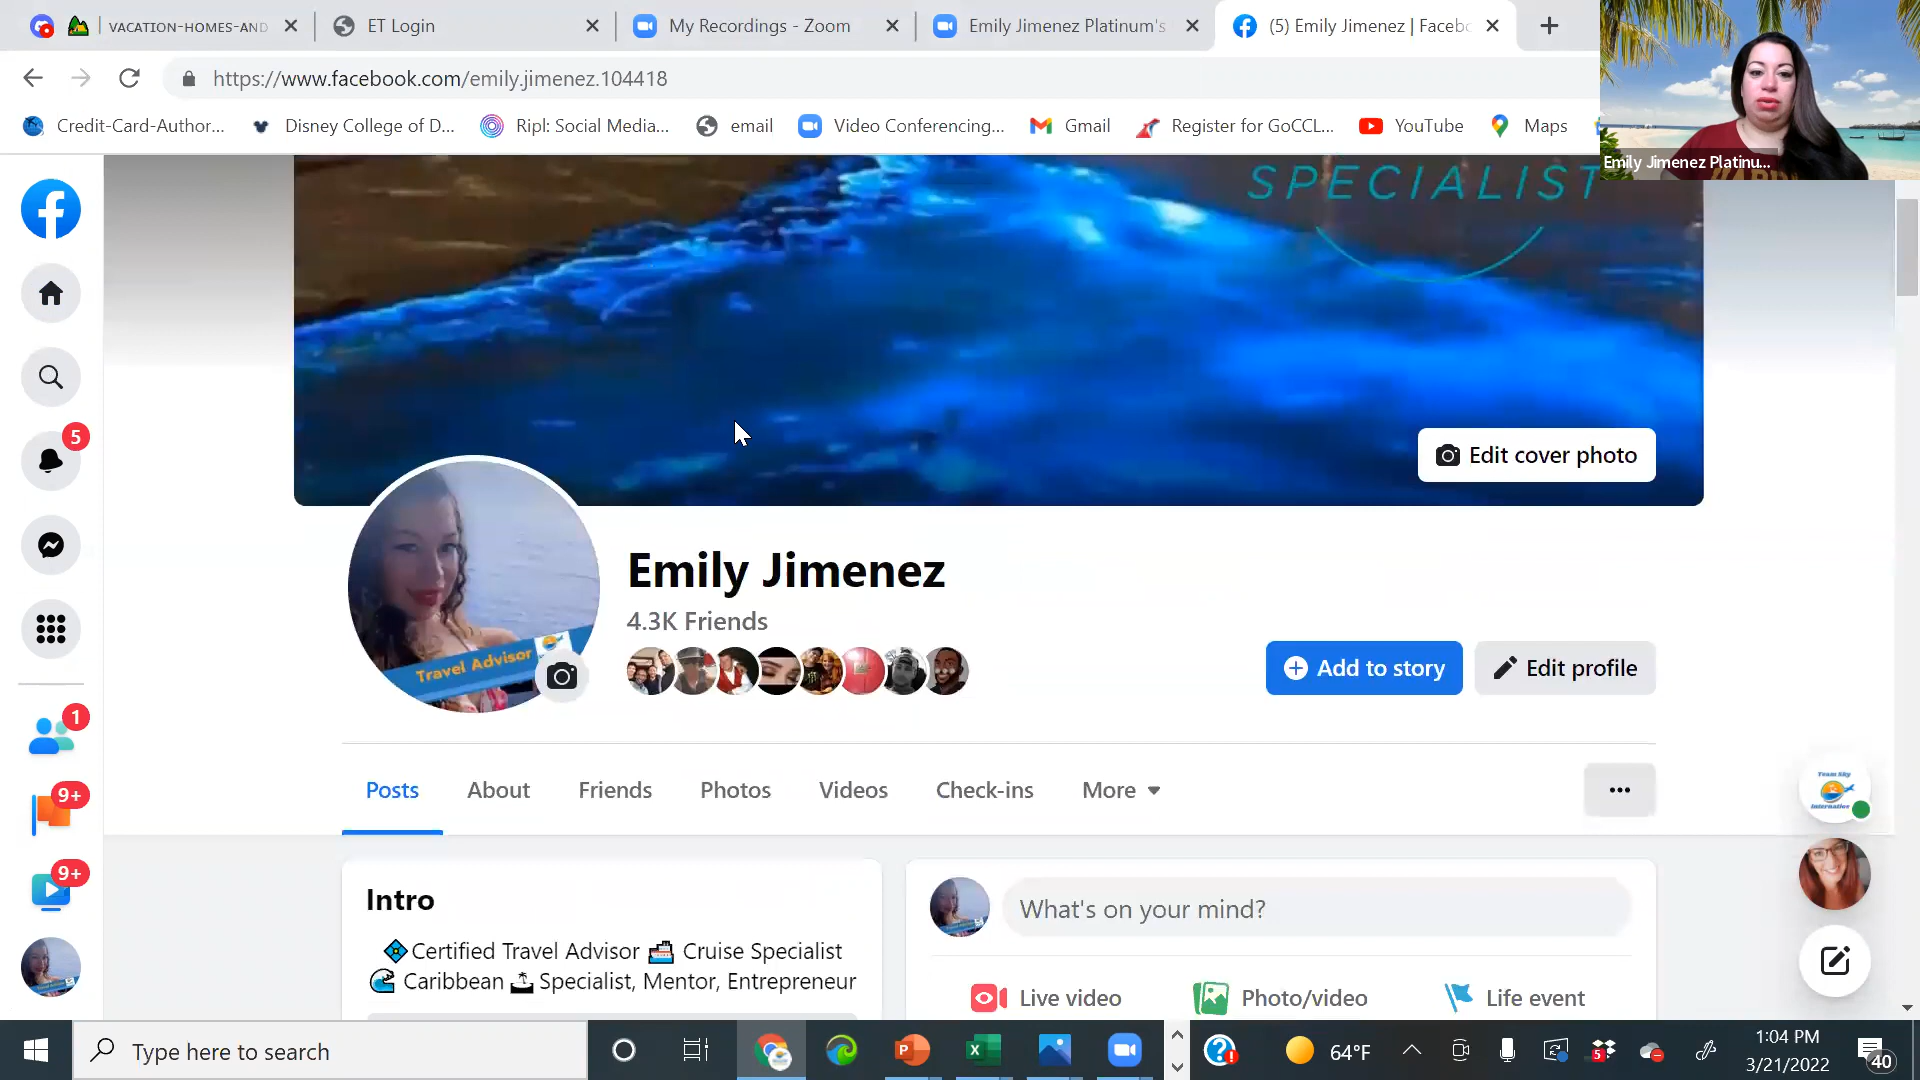 VACATION-HOMES-AND
ET Login
My Recordings - Zoom
Emily Jimenez Platinum's
(5) Emily Jimenez | Facebo
https://www.facebook.com/emily.jimenez.104418
Credit-Card-Author...
Disney College of D...
Ripl: Social Media...
email
Video Conferencing...
Gmail
Register for GoCCL...
YouTube
Maps
Emily Jimenez Platinu...
SPECIALIST
5
Edit cover photo
Travel Advisor
Emily Jimenez
4.3K Friends
Add to story
Edit profile
1
9+
9+
Posts
About
Friends
Photos
Videos
Check-ins
More
Team Sky
Intro
Certified Travel Advisor Cruise Specialist
Caribbean Specialist, Mentor, Entrepreneur
What's on your mind?
Live video
Photo/video
Life event
Type here to search
64°F
5
1:04 PM
3/21/2022
40